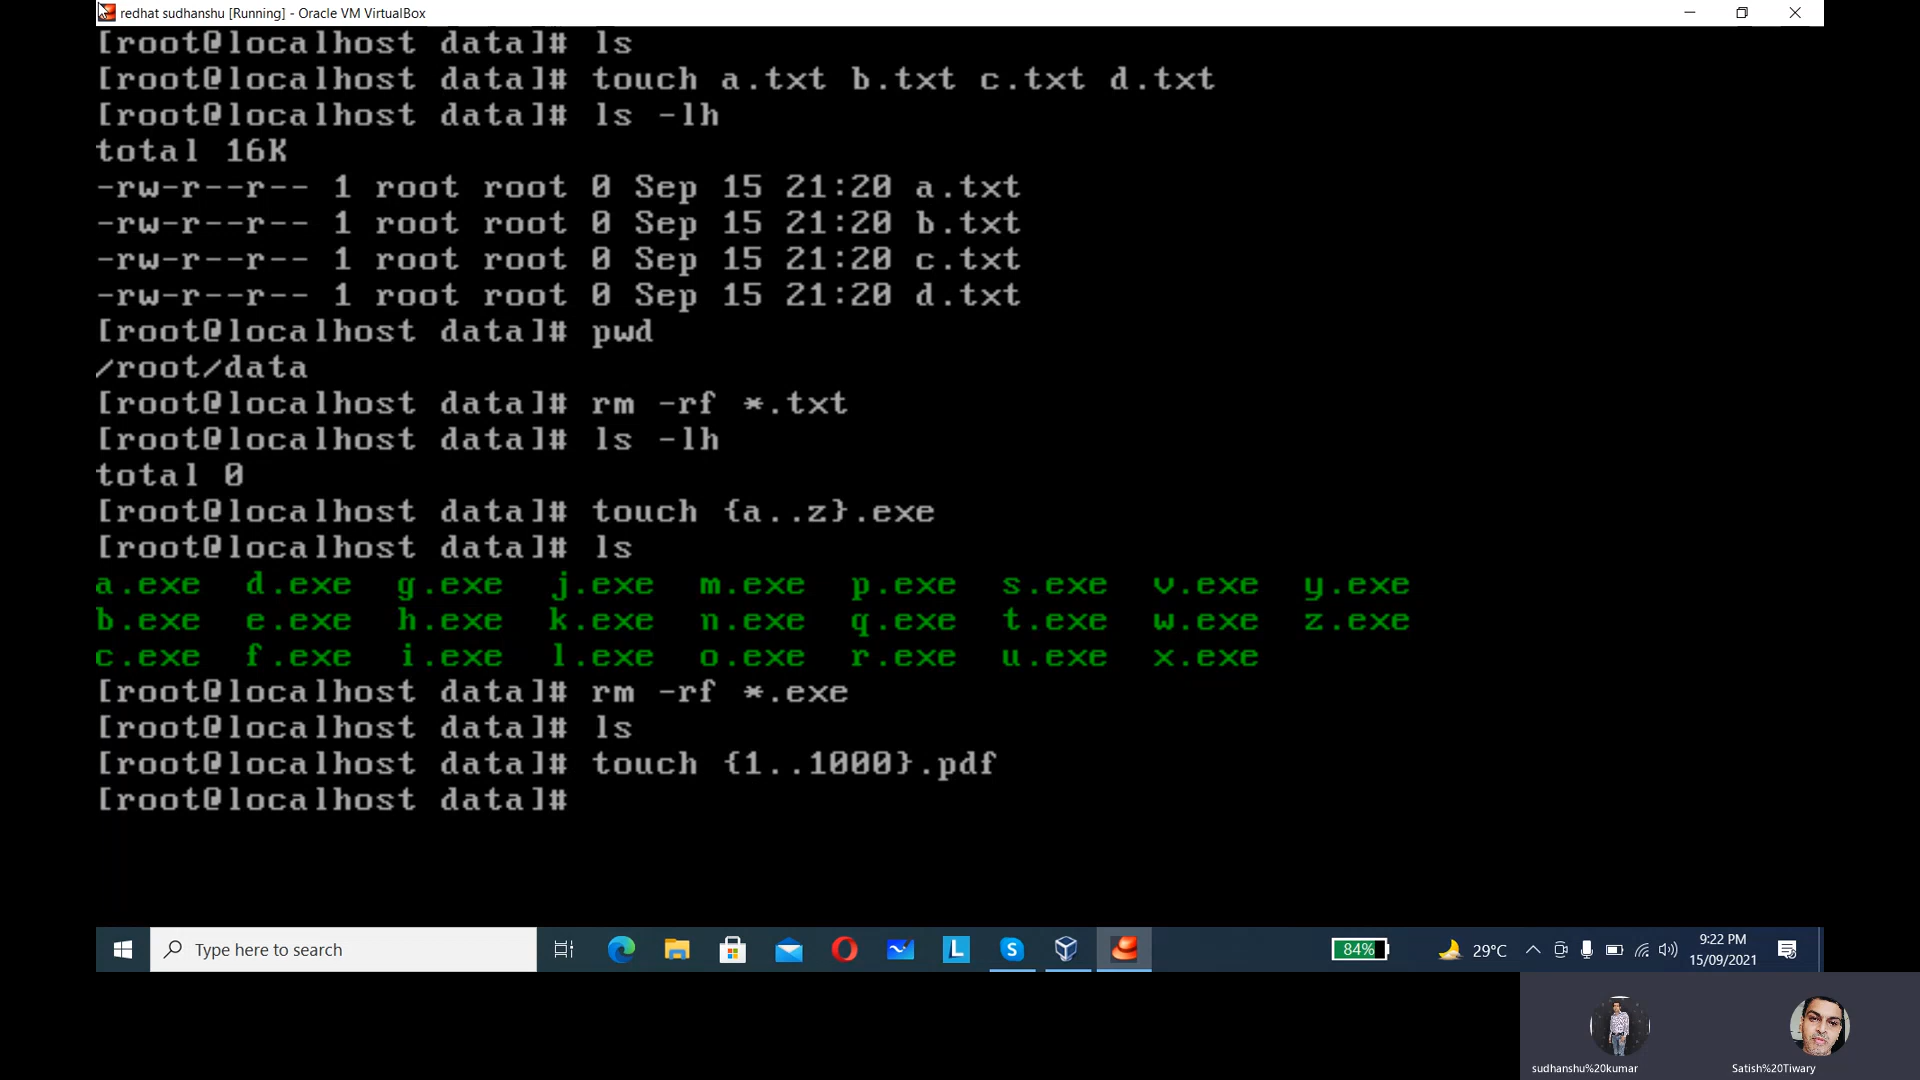 redhat sudhanshu [Running] - Oracle VM VirtualBox
[root@localhost data]# ls
[root@localhost data]# touch a.txt b.txt c.txt d.txt
[root@localhost data]# ls -lh
total 16K
-rw-r--r-- 1 root root 0 Sep 15 21:20 a.txt
-rw-r--r-- 1 root root 0 Sep 15 21:20 b.txt
-rw-r--r-- 1 root root 0 Sep 15 21:20 c.txt
-rw-r--r-- 1 root root 0 Sep 15 21:20 d.txt
[root@localhost data]# pwd
/root/data
[root@localhost data]# rm -rf *.txt
[root@localhost data]# ls -lh
total 0
[root@localhost data]# touch {a..z}.exe
[root@localhost data]# ls
a.exe d.exe g.exe j.exe m.exe p.exe s.exe v.exe y.exe
b.exe e.exe h.exe k.exe n.exe q.exe t.exe w.exe z.exe
c.exe f.exe i.exe l.exe o.exe r.exe u.exe x.exe
[root@localhost data]# rm -rf *.exe
[root@localhost data]# ls
[root@localhost data]# touch {1..1000}.pdf
[root@localhost data]#
Type here to search
L
S
84%
29°C
9:22 PM
15/09/2021
sudhanshu%20kumar
Satish%20Tiwary